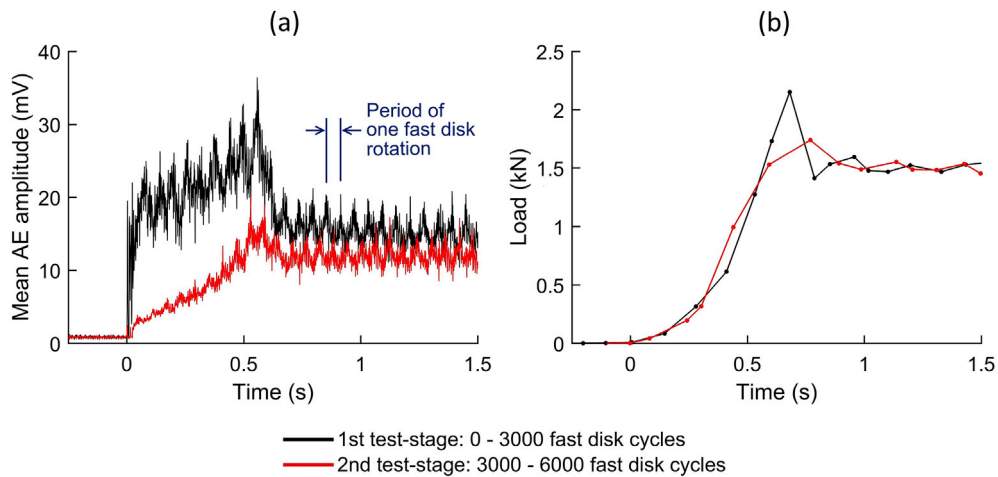 (a)
Mean AE amplitude (mV)
40
30
20
10
0
0
0.5
1
1.5
Time (s)
Period of
one fast disk
rotation
(b)
Load (kN)
2.5
2
1.5
1
0.5
0
0
0.5
1
1.5
Time (s)
1st test-stage: 0 - 3000 fast disk cycles
2nd test-stage: 3000 - 6000 fast disk cycles